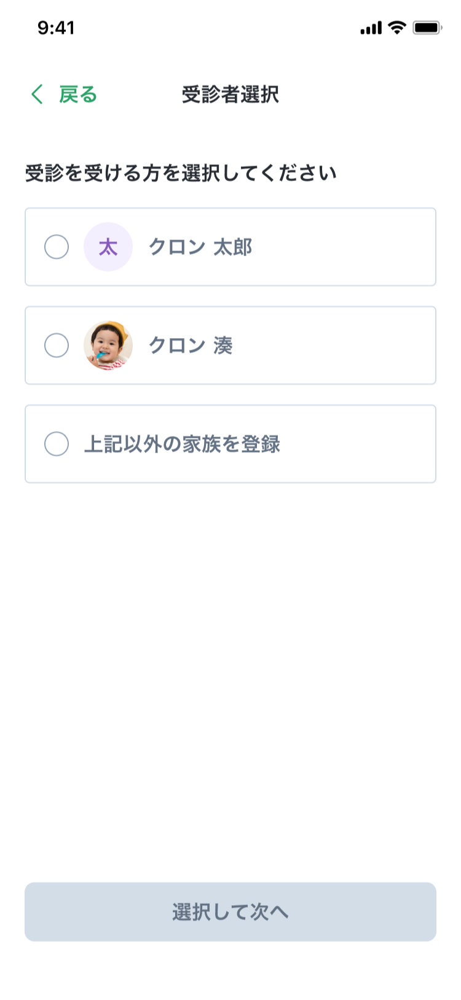 9:41
戻る
受診者選択
受診を受ける方を選択してください
太
クロン 太郎
クロン 湊
上記以外の家族を登録
選択して次へ